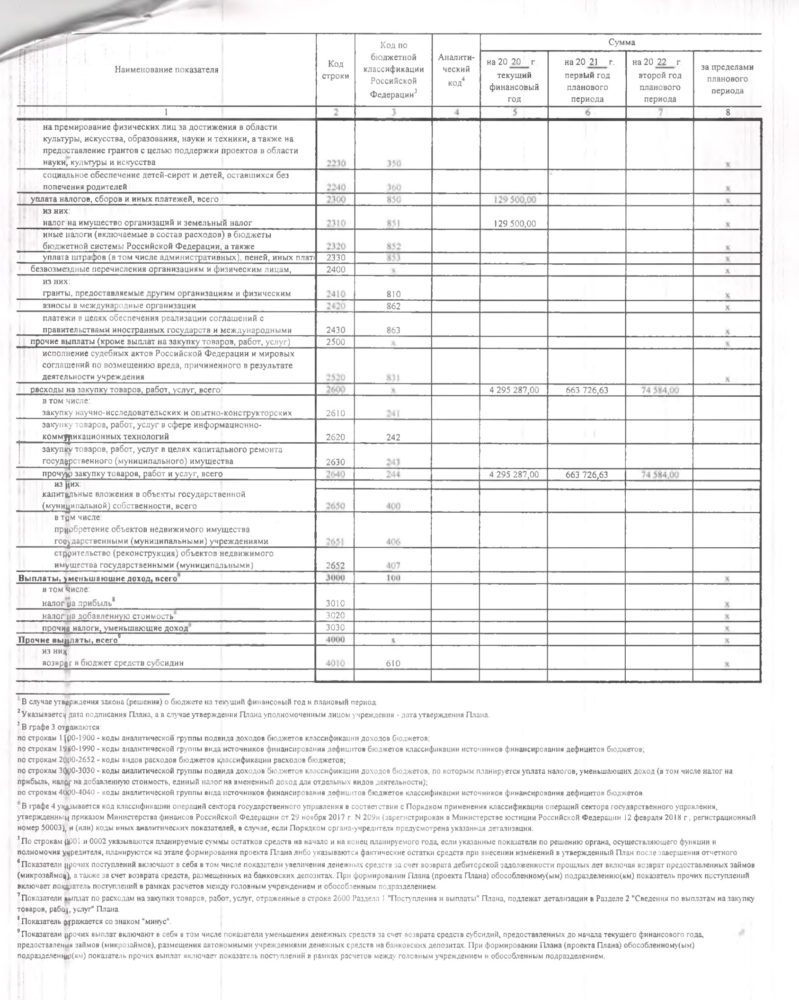 Наименование показателя
Код строки
Код по бюджетной классификации Российской Федерации3
Аналити-ческий код4
Сумма
на 20 20 г текущий финансовый год
на 20 21 г. первый год планового периода
на 20 22 г второй год планового периода
за пределами планового периода
1 2 3 4 5 6 7 8
на премирование физических лиц за достижения в области
культуры, искусства, образования, науки и техники, а также на
предоставление грантов с целью поддержки проектов в области
науки, культуры и искусства 2230 350 x
социальное обеспечение детей-сирот и детей, оставшихся без
попечения родителей 2240 360 x
уплата налогов, сборов и иных платежей, всего 2300 850 129 500,00 x
из них:
налог на имущество организаций и земельный налог 2310 851 129 500,00 x
иные налоги (включаемые в состав расходов) в бюджеты
бюджетной системы Российской Федерации, а также 2320 852 x
уплата штрафов (в том числе административных), пеней, иных плат 2330 853 x
безвозмездные перечисления организациям и физическим лицам, 2400 x x
из них:
гранты, предоставляемые другим организациям и физическим 2410 810 x
взносы в международные организации 2420 862 x
платежи в целях обеспечения реализации соглашений с
правительствами иностранных государств и международными 2430 863 x
прочие выплаты (кроме выплат на закупку товаров, работ, услуг) 2500 x x
исполнение судебных актов Российской Федерации и мировых
соглашений по возмещению вреда, причиненного в результате
деятельности учреждения 2520 831 x
расходы на закупку товаров, работ, услуг, всего 2600 x 4 295 287,00 663 726,63 74 584,00
в том числе:
закупку научно-исследовательских и опытно-конструкторских 2610 241
закупку товаров, работ, услуг в сфере информационно-
коммуникационных технологий 2620 242
закупку товаров, работ, услуг в целях капитального ремонта
государственного (муниципального) имущества 2630 243
прочую закупку товаров, работ и услуг, всего 2640 244 4 295 287,00 663 726,63 74 584,00
из них:
капитальные вложения в объекты государственной
(муниципальной) собственности, всего 2650 400
в том числе:
приобретение объектов недвижимого имущества
государственными (муниципальными) учреждениями 2651 406
строительство (реконструкция) объектов недвижимого
имущества государственными (муниципальными) 2652 407
Выплаты, уменьшающие доход, всего8 3000 100 x
в том числе:
налог на прибыль8 3010 x
налог на добавленную стоимость8 3020 x
прочие налоги, уменьшающие доход8 3030 x
Прочие выплаты, всего9 4000 x x
из них:
возврат в бюджет средств субсидии 4010 610 x
1 В случае утверждения закона (решения) о бюджете на текущий финансовый год и плановый период.
2 Указывается дата подписания Плана, а в случае утверждения Плана уполномоченным лицом учреждения - дата утверждения Плана.
3 В графе 3 отражаются:
по строкам 1100-1900 - коды аналитической группы подвида доходов бюджетов классификации доходов бюджетов;
по строкам 1980-1990 - коды аналитической группы вида источников финансирования дефицитов бюджетов классификации источников финансирования дефицитов бюджетов;
по строкам 2000-2652 - коды видов расходов бюджетов классификации расходов бюджетов;
по строкам 3000-3030 - коды аналитической группы подвида доходов бюджетов классификации доходов бюджетов, по которым планируется уплата налогов, уменьшающих доход (в том числе налог на
прибыль, налог на добавленную стоимость, единый налог на вмененный доход для отдельных видов деятельности);
по строкам 4000-4040 - коды аналитической группы вида источников финансирования дефицитов бюджетов классификации источников финансирования дефицитов бюджетов.
4 В графе 4 указывается код классификации операций сектора государственного управления в соответствии с Порядком применения классификации операций сектора государственного управления,
утвержденным приказом Министерства финансов Российской Федерации от 29 ноября 2017 г. N 209н (зарегистрирован в Министерстве юстиции Российской Федерации 12 февраля 2018 г., регистрационный
номер 50003), и (или) коды иных аналитических показателей, в случае, если Порядком органа-учредителя предусмотрена указанная детализация.
5 По строкам 0001 и 0002 указываются планируемые суммы остатков средств на начало и на конец планируемого года, если указанные показатели по решению органа, осуществляющего функции и
полномочия учредителя, планируются на этапе формирования проекта Плана либо указываются фактические остатки средств при внесении изменений в утвержденный План после завершения отчетного
6 Показатели прочих поступлений включают в себя в том числе показатели увеличения денежных средств за счет возврата дебиторской задолженности прошлых лет включая возврат предоставленных займов
(микрозаймов), а также за счет возврата средств, размещенных на банковских депозитах. При формировании Плана (проекта Плана) обособленному(ым) подразделению(ям) показатель прочих поступлений
включает показатель поступлений в рамках расчетов между головным учреждением и обособленным подразделением.
7 Показатели выплат по расходам на закупки товаров, работ, услуг, отраженные в строке 2600 Раздела 1 "Поступления и выплаты" Плана, подлежат детализации в Разделе 2 "Сведения по выплатам на закупку
товаров, работ, услуг" Плана.
8 Показатель отражается со знаком "минус".
9 Показатели прочих выплат включают в себя в том числе показатели уменьшения денежных средств за счет возврата средств субсидий, предоставленных до начала текущего финансового года,
предоставления займов (микрозаймов), размещения автономными учреждениями денежных средств на банковских депозитах. При формировании Плана (проекта Плана) обособленному(ым)
подразделению(ям) показатель прочих выплат включает показатель поступлений в рамках расчетов между головным учреждением и обособленным подразделением.